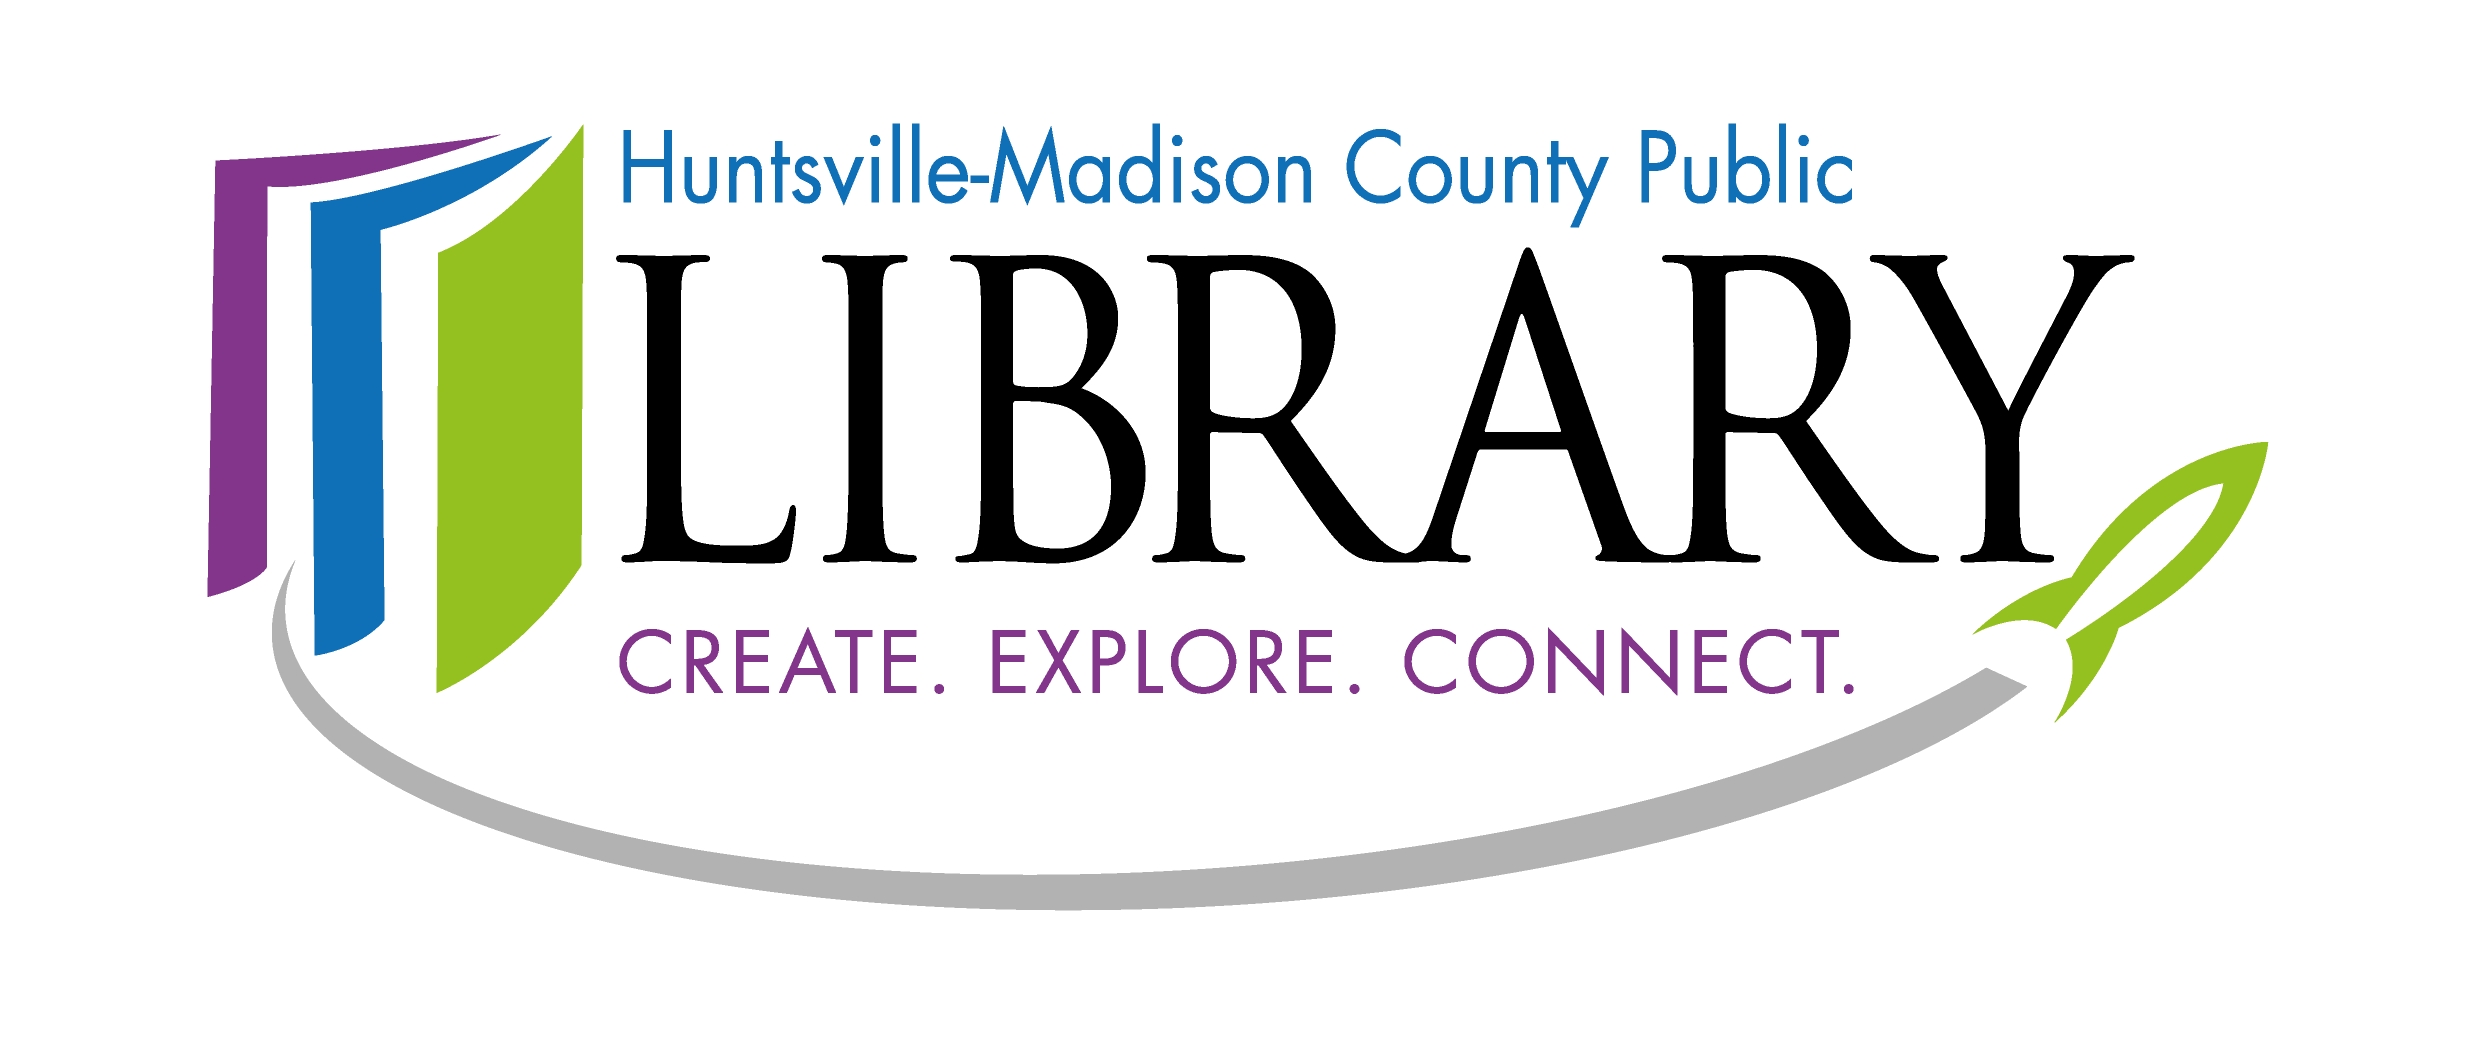 Huntsville-Madison County Public
LIBRARY
CREATE. EXPLORE. CONNECT.